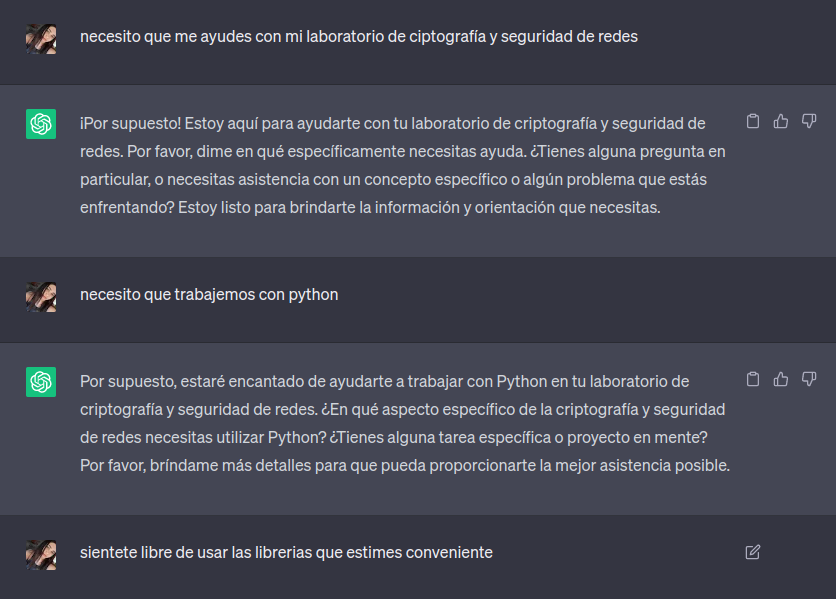 necesito que me ayudes con mi laboratorio de ciptografía y seguridad de redes
¡Por supuesto! Estoy aquí para ayudarte con tu laboratorio de criptografía y seguridad de
redes. Por favor, dime en qué específicamente necesitas ayuda. ¿Tienes alguna pregunta en
particular, o necesitas asistencia con un concepto específico o algún problema que estás
enfrentando? Estoy listo para brindarte la información y orientación que necesitas.
necesito que trabajemos con python
Por supuesto, estaré encantado de ayudarte a trabajar con Python en tu laboratorio de
criptografía y seguridad de redes. ¿En qué aspecto específico de la criptografía y seguridad
de redes necesitas utilizar Python? ¿Tienes alguna tarea específica o proyecto en mente?
Por favor, bríndame más detalles para que pueda proporcionarte la mejor asistencia posible.
sientete libre de usar las librerias que estimes conveniente